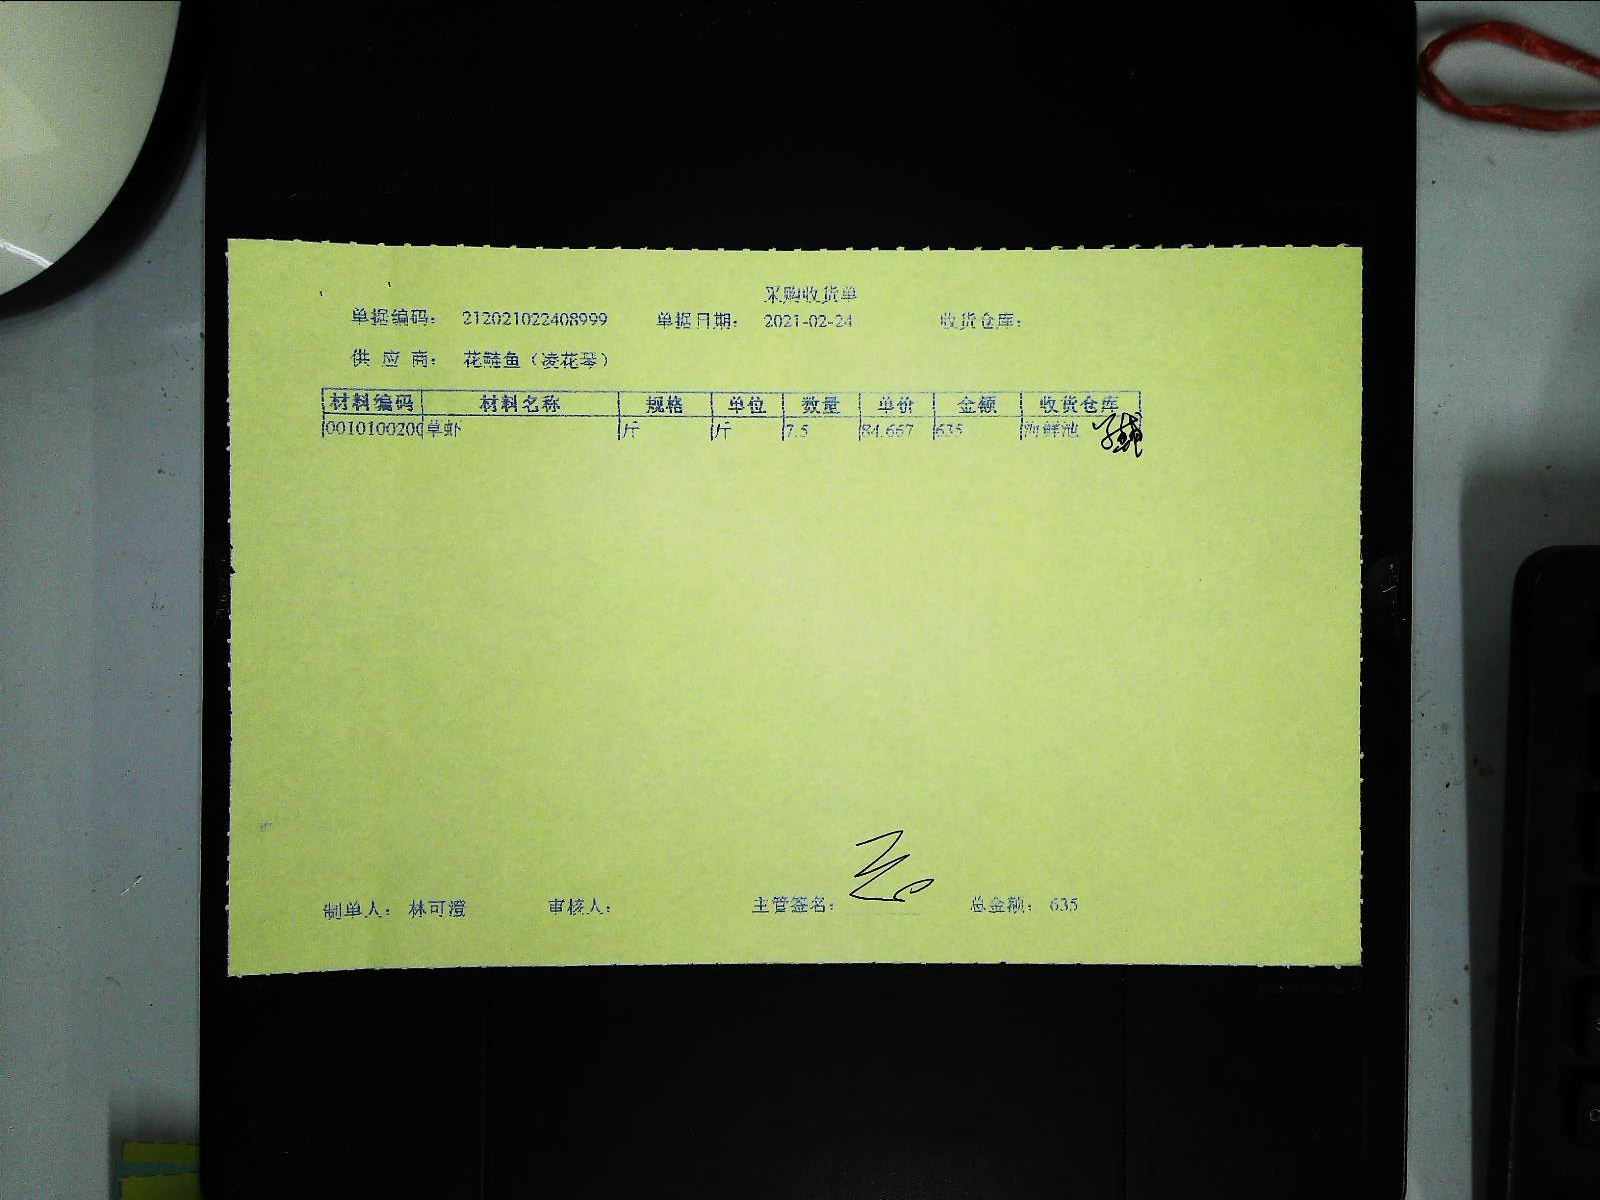 采购收货单
单据编码： 212021022408999 单据日期： 2021-02-24 收货仓库：
供 应 商： 花鲢鱼（凌花琴）
材料编码 材料名称 规格 单位 数量 单价 金额 收货仓库
0010100200 草虾 斤 斤 7.5 84.667 635 海鲜池
制单人： 林可澄 审核人： 主管签名： 总金额： 635